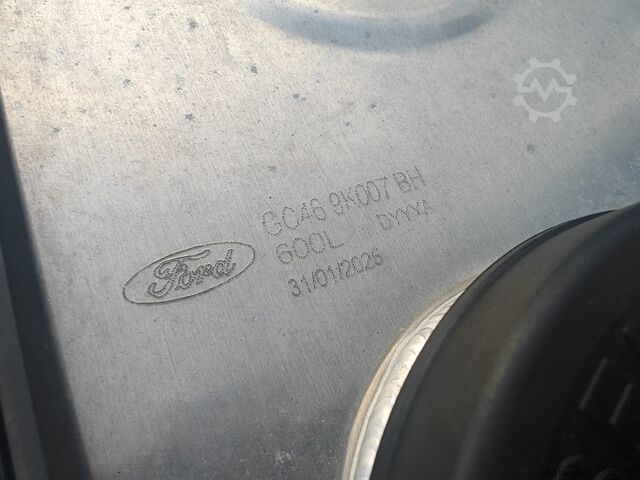 Ford
GC46 9K007 BH
600L DYYYA
31/01/2026